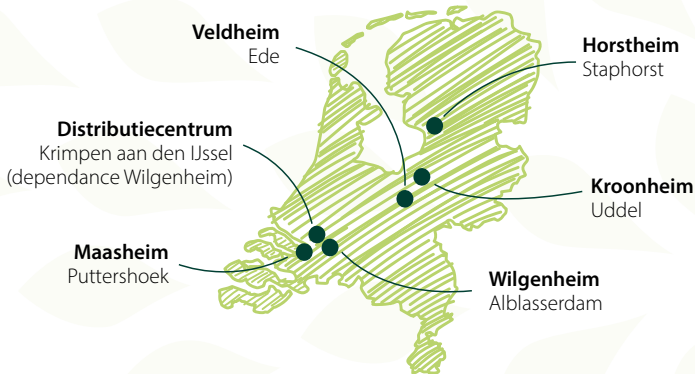 Veldheim
Ede
Horstheim
Staphorst
Distributiecentrum
Krimpen aan den IJssel
(dependance Wilgenheim)
Kroonheim
Uddel
Maasheim
Puttershoek
Wilgenheim
Alblasserdam